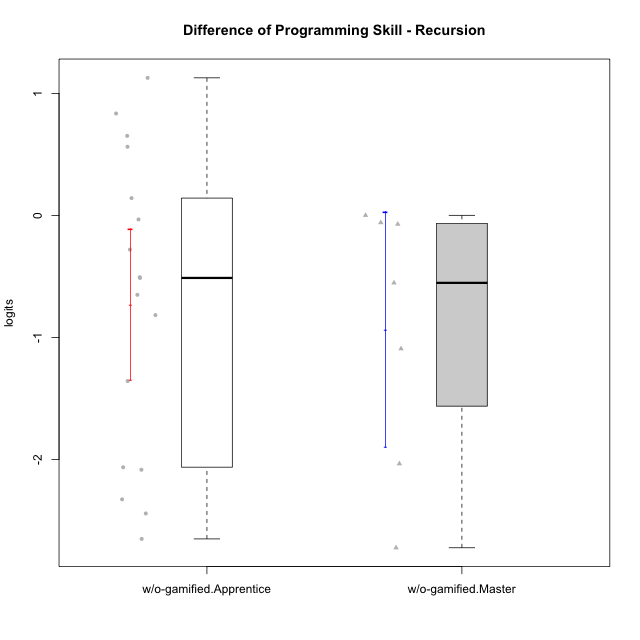 Difference of Programming Skill - Recursion
logits
1
0
-1
-2
w/o-gamified.Apprentice
w/o-gamified.Master